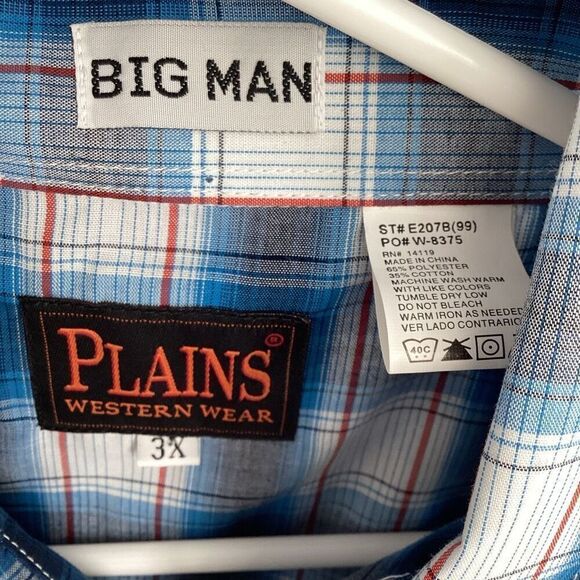 BIG MAN
ST# E207B(99)
PO# W-8375
RN# 14119
MADE IN CHINA
65% POLYESTER
35% COTTON
MACHINE WASH WARM
WITH LIKE COLORS
TUMBLE DRY LOW
DO NOT BLEACH
WARM IRON AS NEEDED
VER LADO CONTRARIO
40C
PLAINS®
WESTERN WEAR
3X